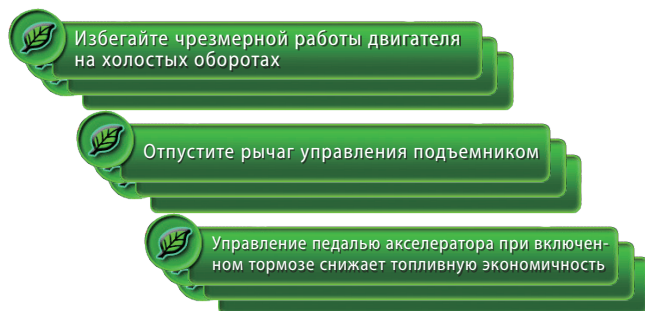 Избегайте чрезмерной работы двигателя
на холостых оборотах
Отпустите рычаг управления подъемником
Управление педалью акселератора при включен-
ном тормозе снижает топливную экономичность